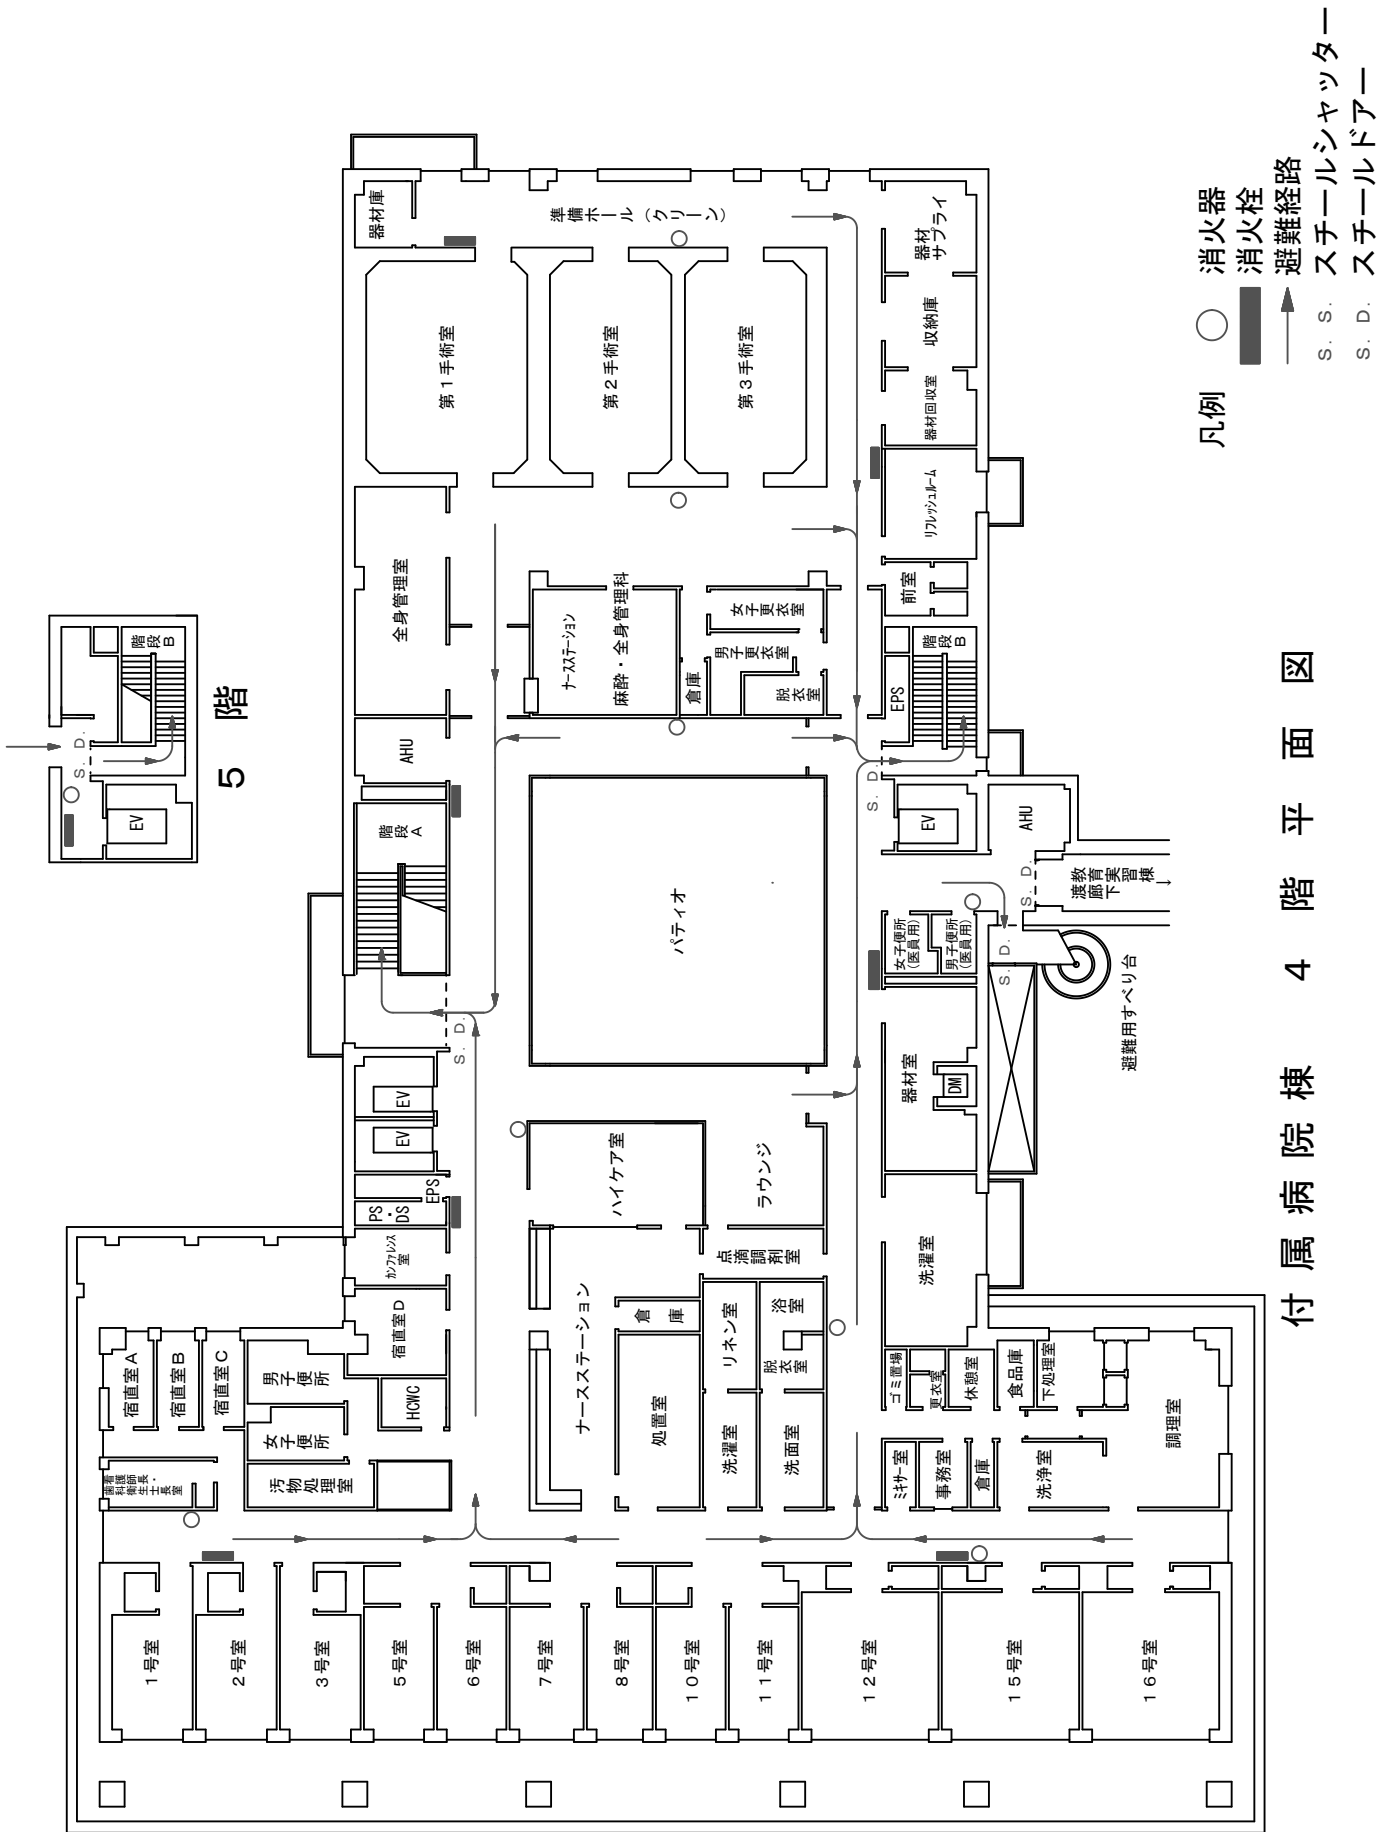 付属病院棟 4階平面図
5階
S. D.
EV
階段B
器材庫
準備ホール（クリーン）
第1手術室
第2手術室
第3手術室
器材サプライ
収納庫
器材回収室
リフレッシュルーム
前室
階段B
EPS
全身管理室
AHU
階段A
ナースステーション
麻酔・全身管理科
倉庫
女子更衣室
男子更衣室
脱衣室
パティオ
S. D.
EV
AHU
S. D.
渡廊下
教育実習棟
↓
S. D.
避難用すべり台
女子便所
（医員用）
男子便所
（医員用）
器材室
DM
S. D.
EV
EV
EPS
PS・DS
カンファレンス室
宿直室D
HCWC
ハイケア室
ラウンジ
点滴調剤室
ナースステーション
倉庫
処置室
リネン室
浴室
脱衣室
洗濯室
洗面室
洗濯室
宿直室A
宿直室B
宿直室C
男子便所
女子便所
汚物処理室
看護師長・
歯科衛生士長室
ゴミ置場
更衣室
休憩室
食品庫
下処理室
調理室
ミキサー室
事務室
倉庫
洗浄室
1号室
2号室
3号室
5号室
6号室
7号室
8号室
10号室
11号室
12号室
15号室
16号室
凡例
消火器
消火栓
避難経路
S. S. スチールシャッター
S. D. スチールドアー